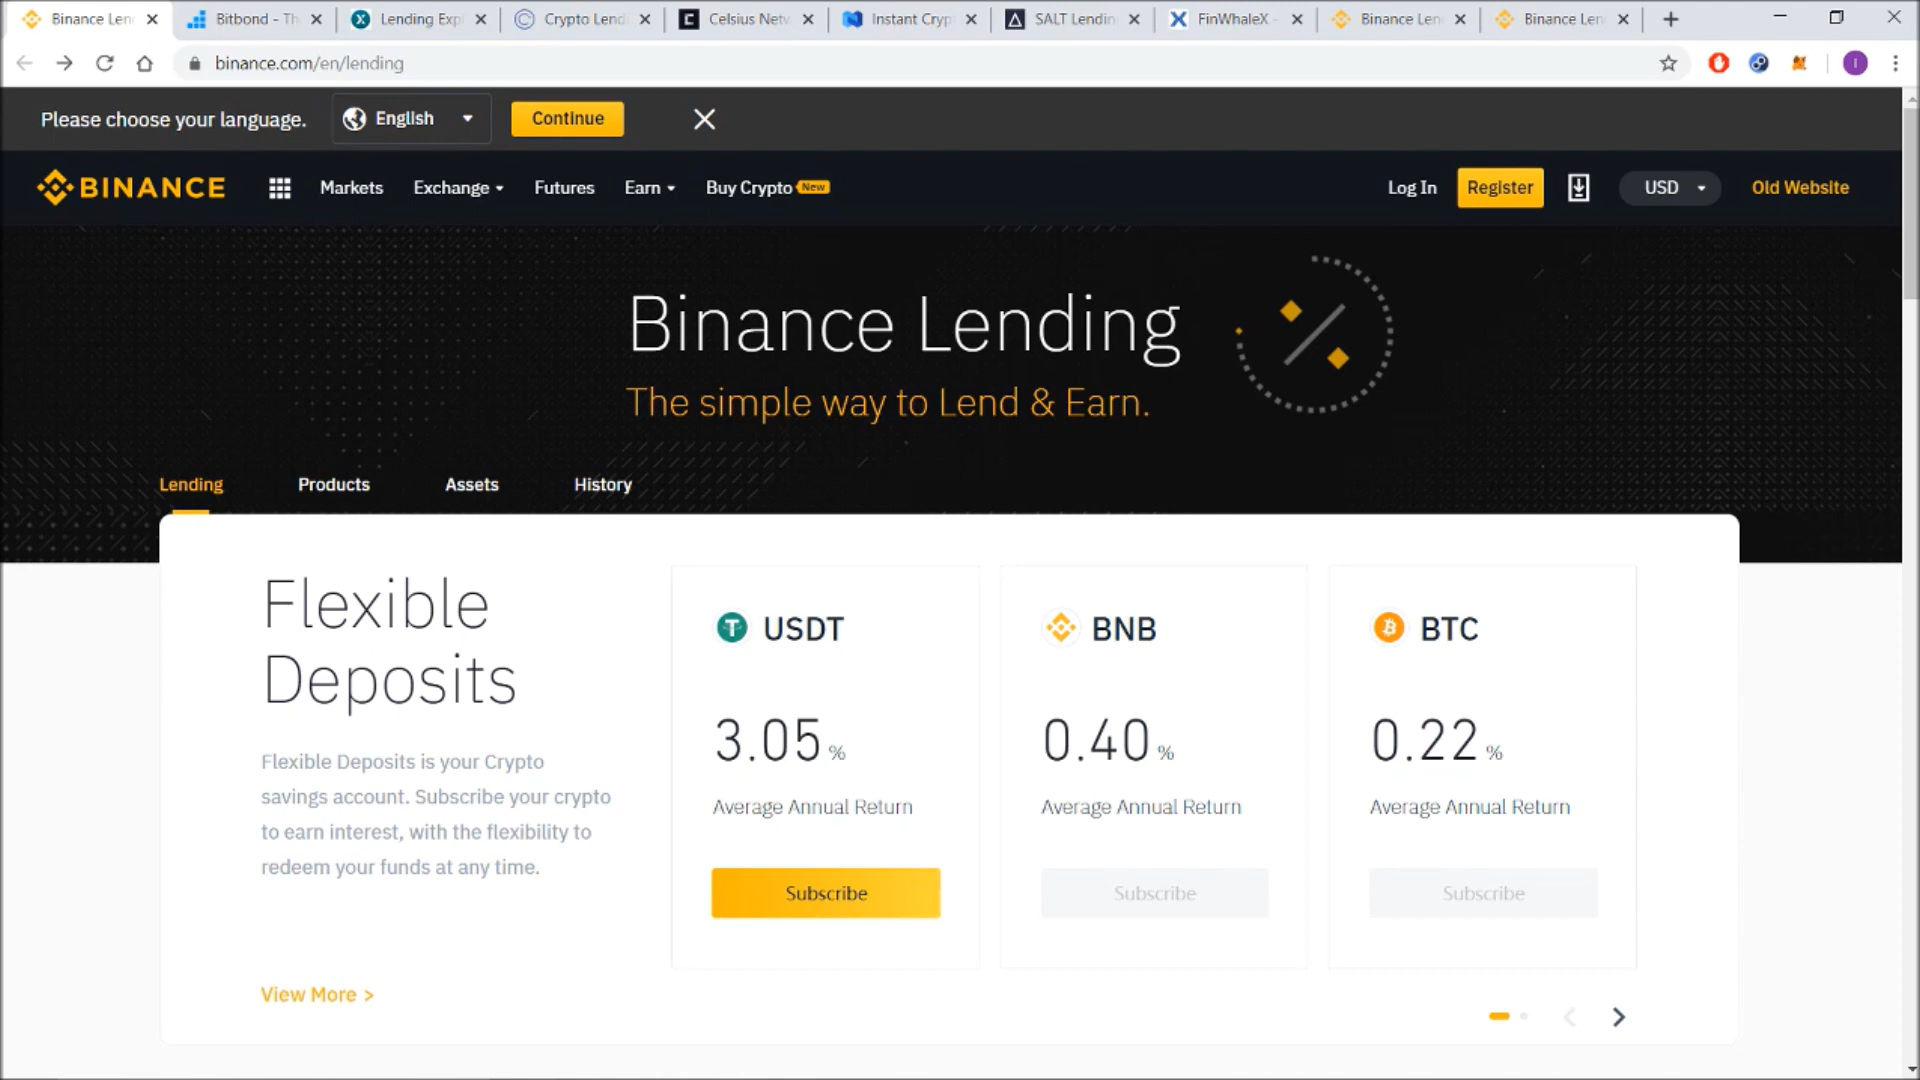 Binance Len
Bitbond - Th
Lending Exp
Crypto Lend
Celsius Netw
Instant Cryp
SALT Lendin
FinWhaleX -
Binance Len
Binance Len
binance.com/en/lending
I
Please choose your language.
English
Continue
BINANCE
Markets
Exchange
Futures
Earn
Buy Crypto New
Log In
Register
USD
Old Website
Binance Lending
The simple way to Lend & Earn.
Lending
Products
Assets
History
Flexible
Deposits
Flexible Deposits is your Crypto
savings account. Subscribe your crypto
to earn interest, with the flexibility to
redeem your funds at any time.
View More >
USDT
3.05 %
Average Annual Return
Subscribe
BNB
0.40 %
Average Annual Return
Subscribe
BTC
0.22 %
Average Annual Return
Subscribe